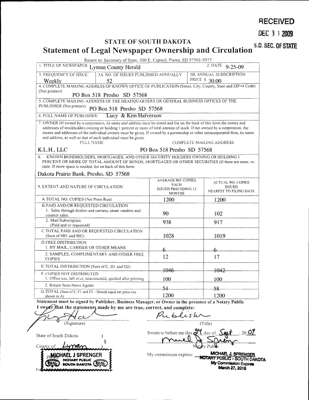 RECEIVED
DEC 31 2009
S.D. SEC. OF STATE
STATE OF SOUTH DAKOTA
Statement of Legal Newspaper Ownership and Circulation
Return to: Secretary of State, 500 E. Capitol, Pierre, SD 57501-5077
1. TITLE OF NEWSPAPER Lyman County Herald 2. DATE 9-25-09
3. FREQUENCY OF ISSUE 3A. NO. OF ISSUES PUBLISHED ANNUALLY 3B. ANNUAL SUBSCRIPTION
Weekly 52 PRICE $ 30.00
4. COMPLETE MAILING ADDRESS OF KNOWN OFFICE OF PUBLICATION (Street, City, County, State and ZIP+4 Code)
(Not printers)
PO Box 518 Presho SD 57568
5. COMPLETE MAILING ADDRESS OF THE HEADQUARTERS OF GENERAL BUSINESS OFFICES OF THE
PUBLISHER (Not printers) PO Box 518 Presho SD 57568
6. FULL NAME OF PUBLISHER: Lucy & Kim Halverson
7. OWNER (If owned by a corporation, its name and address must be stated and also on the back of this form the names and
addresses of stockholders owning or holding 1 percent or more of total amount of stock. If not owned by a corporation, the
names and addresses of the individual owners must be given. If owned by a partnership or other unincorporated firm, its name
and address, as well as that of each individual must be given.
FULL NAME COMPLETE MAILING ADDRESS
K.L.H., LLC PO Box 518 Presho SD 57568
8. KNOWN BONDHOLDERS, MORTGAGES, AND OTHER SECURITY HOLDERS OWNING OR HOLDING 1
PERCENT OR MORE OF TOTAL AMOUNT OF BONDS, MORTGAGES OR OTHER SECURITIES (If there are none, so
state. If more space is needed, list on back of this form.
Dakota Prairie Bank, Presho, SD 57568
9. EXTENT AND NATURE OF CIRCULATION
AVERAGE NO. COPIES
EACH
ISSUED PRECEDING 12
MONTHS
ACTUAL NO. COPIES
ISSUED
NEAREST TO FILING DATE
A. TOTAL NO. COPIES (Net Press Run) 1200 1200
B. PAID AND/OR REQUESTED CIRCULATION
1. Sales through dealers and carriers, street vendors and
counter sales. 90 102
2. Mail Subscription
(Paid and/or requested) 938 917
C. TOTAL PAID AND/OR REQUESTED CIRCULATION
(Sum of 9B1 and 9B2) 1028 1019
D. FREE DISTRIBUTION
1. BY MAIL, CARRIER OR OTHER MEANS 6 6
2. SAMPLES, COMPLIMENTARY AND OTHER FREE
COPIES 12 17
E. TOTAL DISTRIBUTION (Sum of C, D1 and D2) 1046 1042
F. COPIES NOT DISTRIBUTED
1. Office use, left over, unaccounted, spoiled after printing 100 100
2. Return from News Agents 54 58
G. TOTAL (Sum of E, F1 and F2 - Should equal net press run
shown in A) 1200 1200
Statement must be signed by Publisher, Business Manager, or Owner in the presence of a Notary Public
I swear that the statements made by me are true, correct, and complete:
Publisher
(Signature) (Title)
State of South Dakota
County of Lyman
Sworn to before me this day of Sept 09
Notary Public
My commission expires:
MICHAEL J SPRENGER
NOTARY PUBLIC
SOUTH DAKOTA
MICHAEL J. SPRENGER
NOTARY PUBLIC - SOUTH DAKOTA
My Commission Expires
March 27, 2015